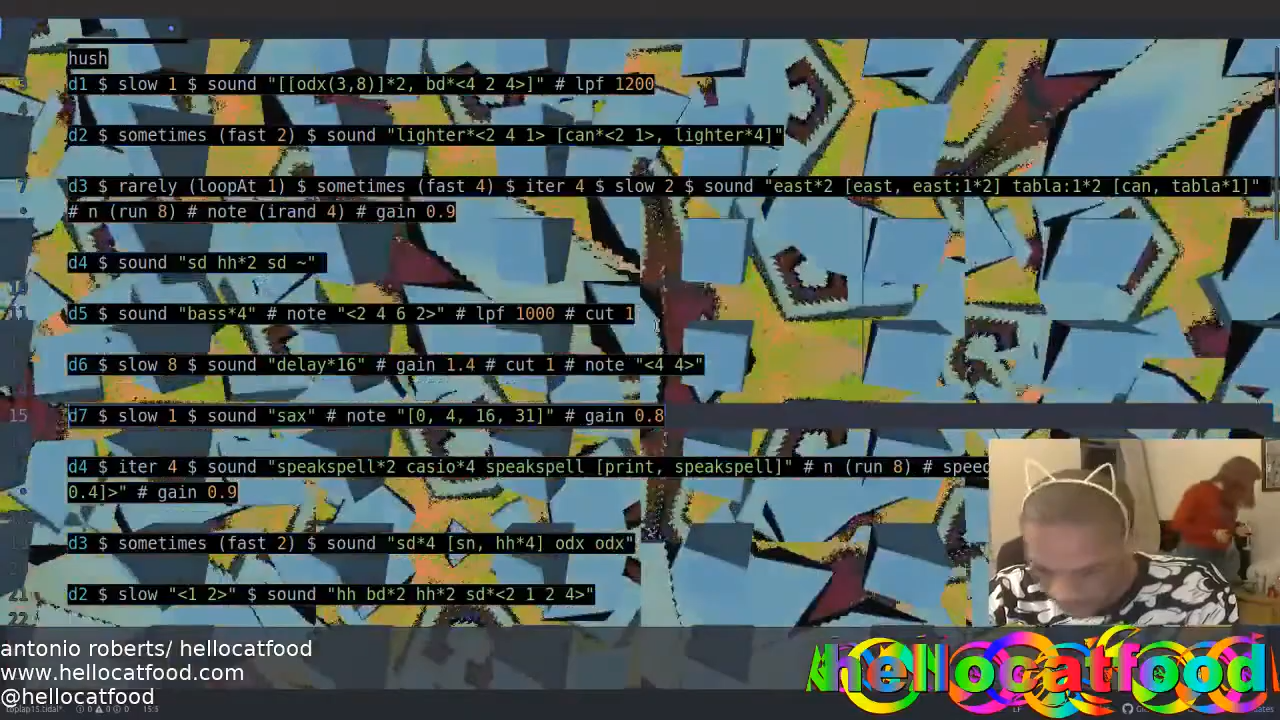 hush
d1 $ slow 1 $ sound "[[odx(3,8)]*2, bd*<4 2 4>]" # lpf 1200
d2 $ sometimes (fast 2) $ sound "lighter*<2 4 1> [can*<2 1>, lighter*4]"
d3 $ rarely (loopAt 1) $ sometimes (fast 4) $ iter 4 $ slow 2 $ sound "east*2 [east, east:1*2] tabla:1*2 [can, tabla*1]"
# n (run 8) # note (irand 4) # gain 0.9
d4 $ sound "sd hh*2 sd ~"
d5 $ sound "bass*4" # note "<2 4 6 2>" # lpf 1000 # cut 1
d6 $ slow 8 $ sound "delay*16" # gain 1.4 # cut 1 # note "<4 4>"
15 d7 $ slow 1 $ sound "sax" # note "[0, 4, 16, 31]" # gain 0.8
d4 $ iter 4 $ sound "speakspell*2 casio*4 speakspell [print, speakspell]" # n (run 8) # speed
0.4]>" # gain 0.9
d3 $ sometimes (fast 2) $ sound "sd*4 [sn, hh*4] odx odx"
21 d2 $ slow "<1 2>" $ sound "hh bd*2 hh*2 sd*<2 1 2 4>"
22
antonio roberts/ hellocatfood
www.hellocatfood.com
@hellocatfood
hellocatfood
15:5
LF